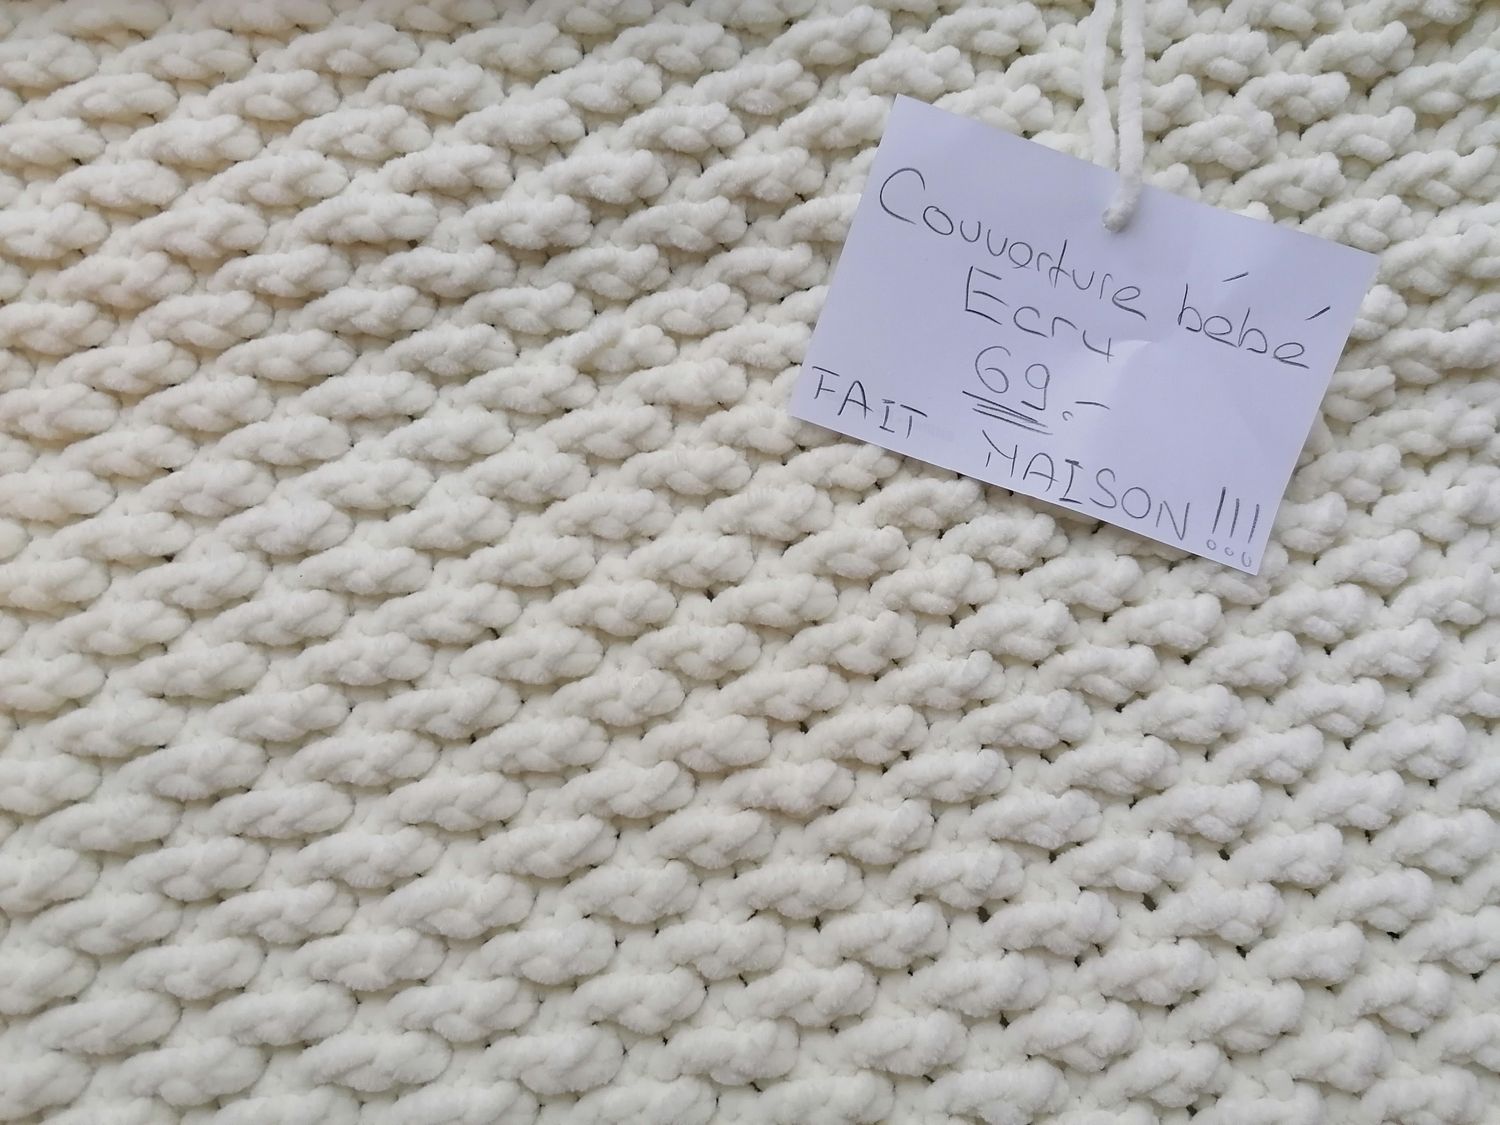 Couverture bébé
Ecru
69.-
FAIT MAISON!!!